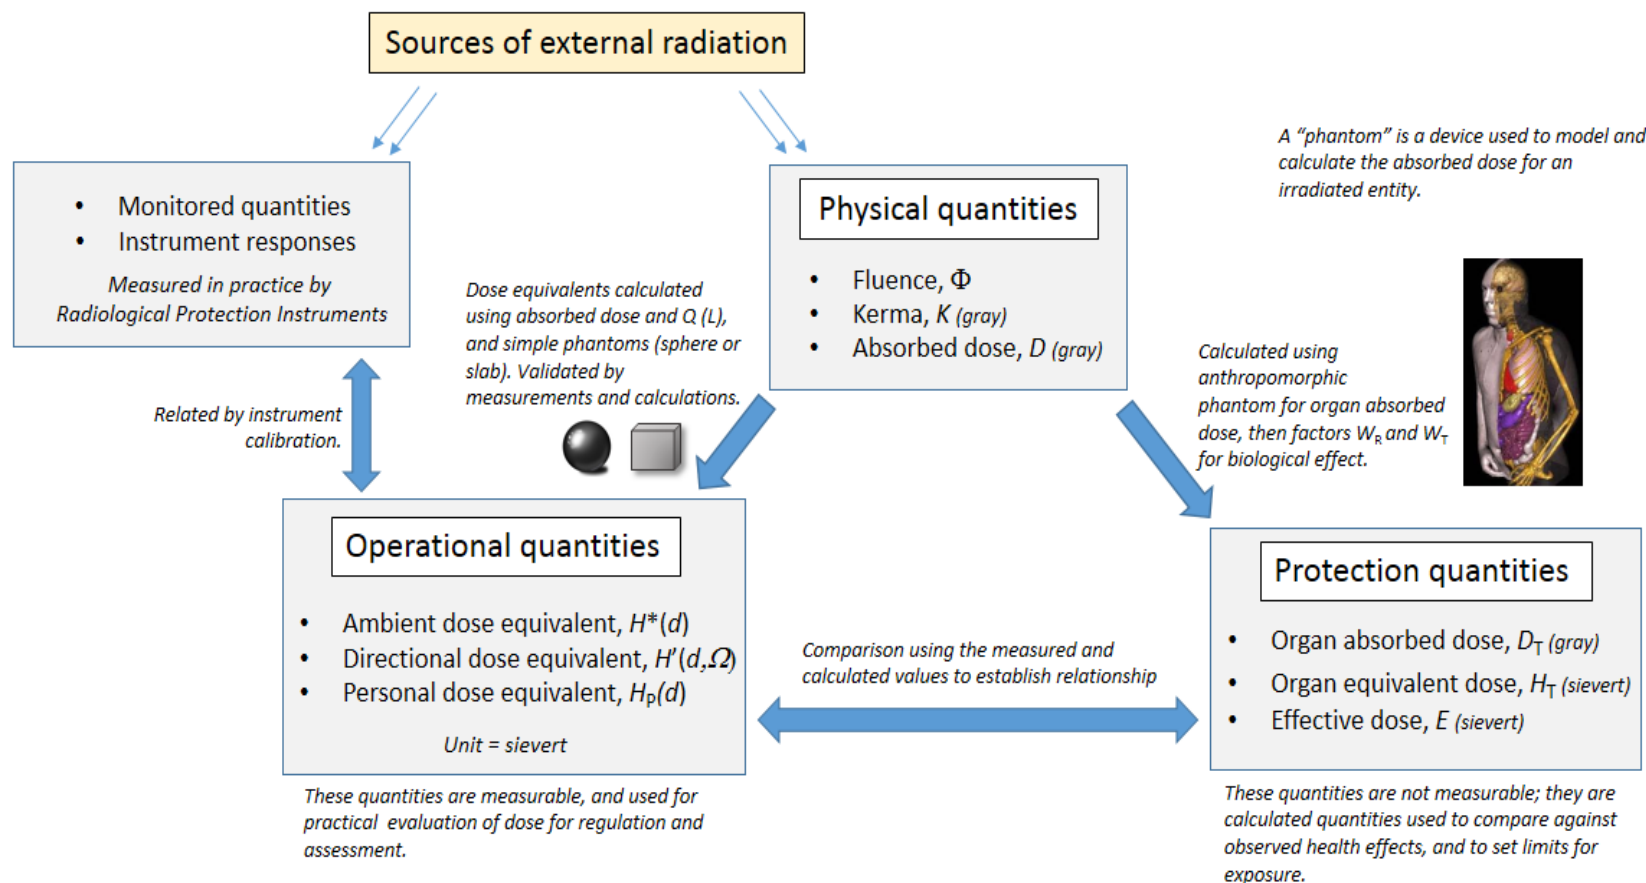 Sources of external radiation
A “phantom” is a device used to model and
calculate the absorbed dose for an
irradiated entity.
• Monitored quantities
• Instrument responses
Measured in practice by
Radiological Protection Instruments
Physical quantities
• Fluence, Φ
• Kerma, K (gray)
• Absorbed dose, D (gray)
Dose equivalents calculated
using absorbed dose and Q (L),
and simple phantoms (sphere or
slab). Validated by
measurements and calculations.
Calculated using
anthropomorphic
phantom for organ absorbed
dose, then factors W_R and W_T
for biological effect.
Related by instrument
calibration.
Operational quantities
• Ambient dose equivalent, H*(d)
• Directional dose equivalent, H'(d,Ω)
• Personal dose equivalent, H_p(d)
Unit = sievert
These quantities are measurable, and used for
practical evaluation of dose for regulation and
assessment.
Comparison using the measured and
calculated values to establish relationship
Protection quantities
• Organ absorbed dose, D_T (gray)
• Organ equivalent dose, H_T (sievert)
• Effective dose, E (sievert)
These quantities are not measurable; they are
calculated quantities used to compare against
observed health effects, and to set limits for
exposure.